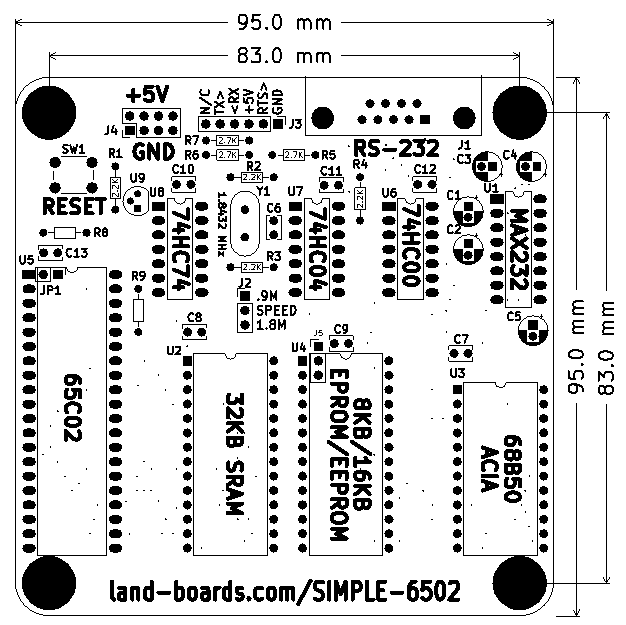 95.0 mm
83.0 mm
+5V
J4
GND
N/C
TX>
<RX
+5V
RTS>
GND
J3
R7 2.7K
R6 2.7K
2.7K R5
RS-232
J1
C3
C4
SW1
R1
2.2K
RESET
U9
C10
U8
R2
2.2K
Y1
1.8432 MHz
U7
C11
R4
2.2K
C12
U6
U1
C1
C2
C6
74HC74
74HC04
74HC00
MAX232
R8
C13
U5
JP1
R9
R3
2.2K
J2
.9M
SPEED
1.8M
C8
U2
U4
J5
C9
C7
U3
C5
65C02
32KB SRAM
8KB/16KB
EPROM/EEPROM
68B50
ACIA
95.0 mm
83.0 mm
land-boards.com/SIMPLE-6502